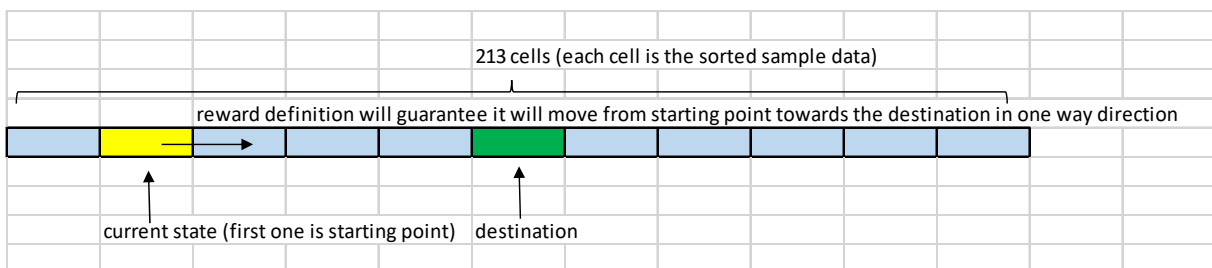 213 cells (each cell is the sorted sample data)
reward definition will guarantee it will move from starting point towards the destination in one way direction
current state (first one is starting point)
destination